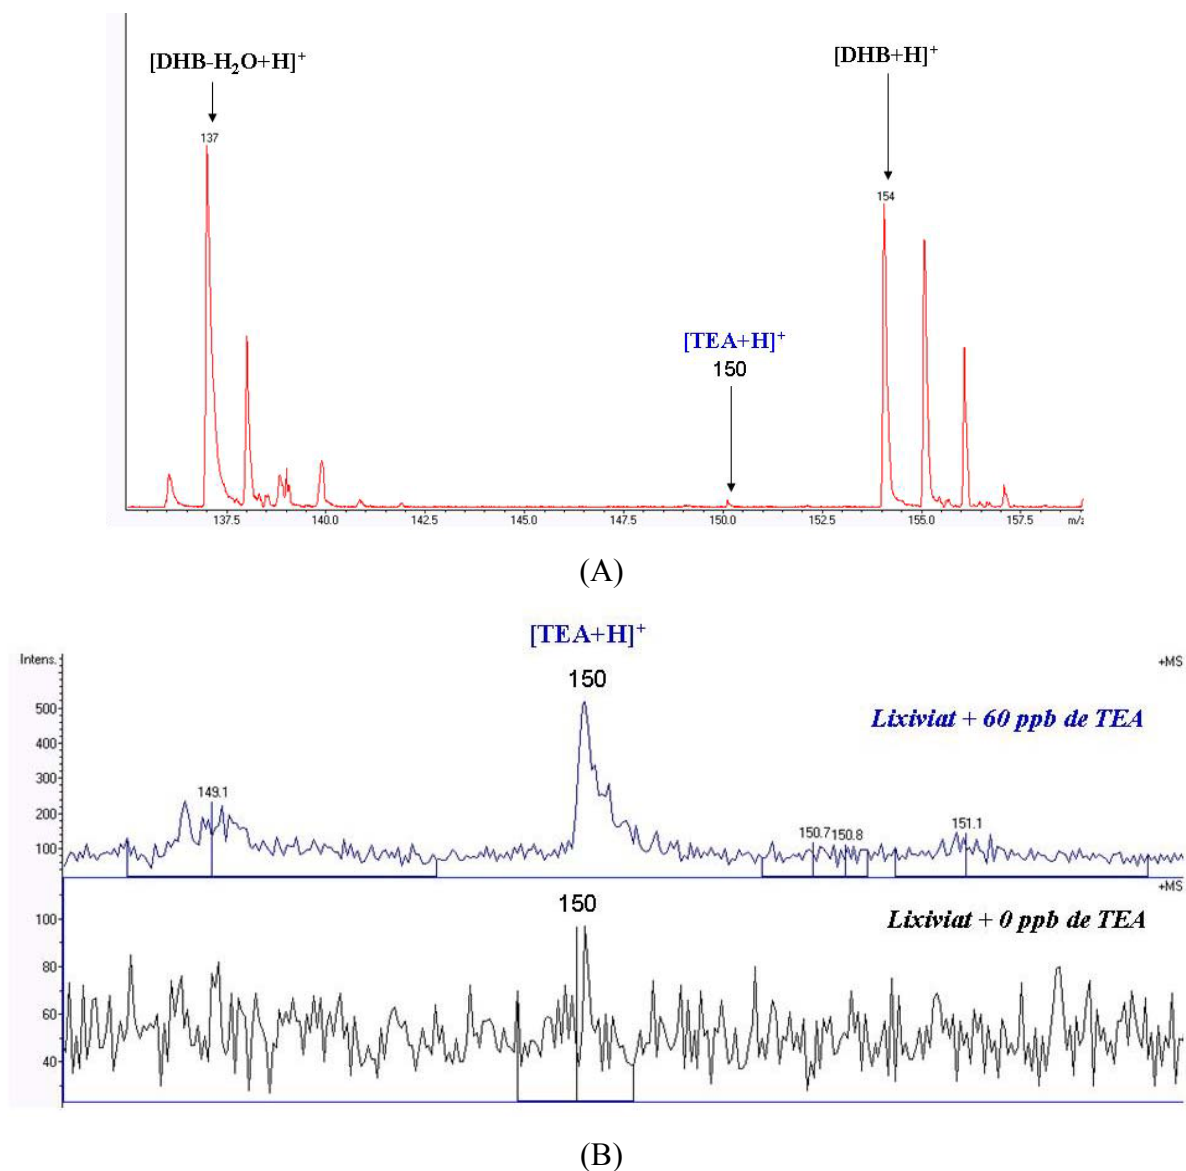 [DHB-H₂O+H]⁺
[DHB+H]⁺
137
154
[TEA+H]⁺
150
137.5 140.0 142.5 145.0 147.5 150.0 152.5 155.0 157.5 m/z
(A)
[TEA+H]⁺
Intens.
+MS
150
Lixiviat + 60 ppb de TEA
500
400
300
200
100
149.1
150.7 150.8
151.1
+MS
150
Lixiviat + 0 ppb de TEA
100
80
60
40
(B)